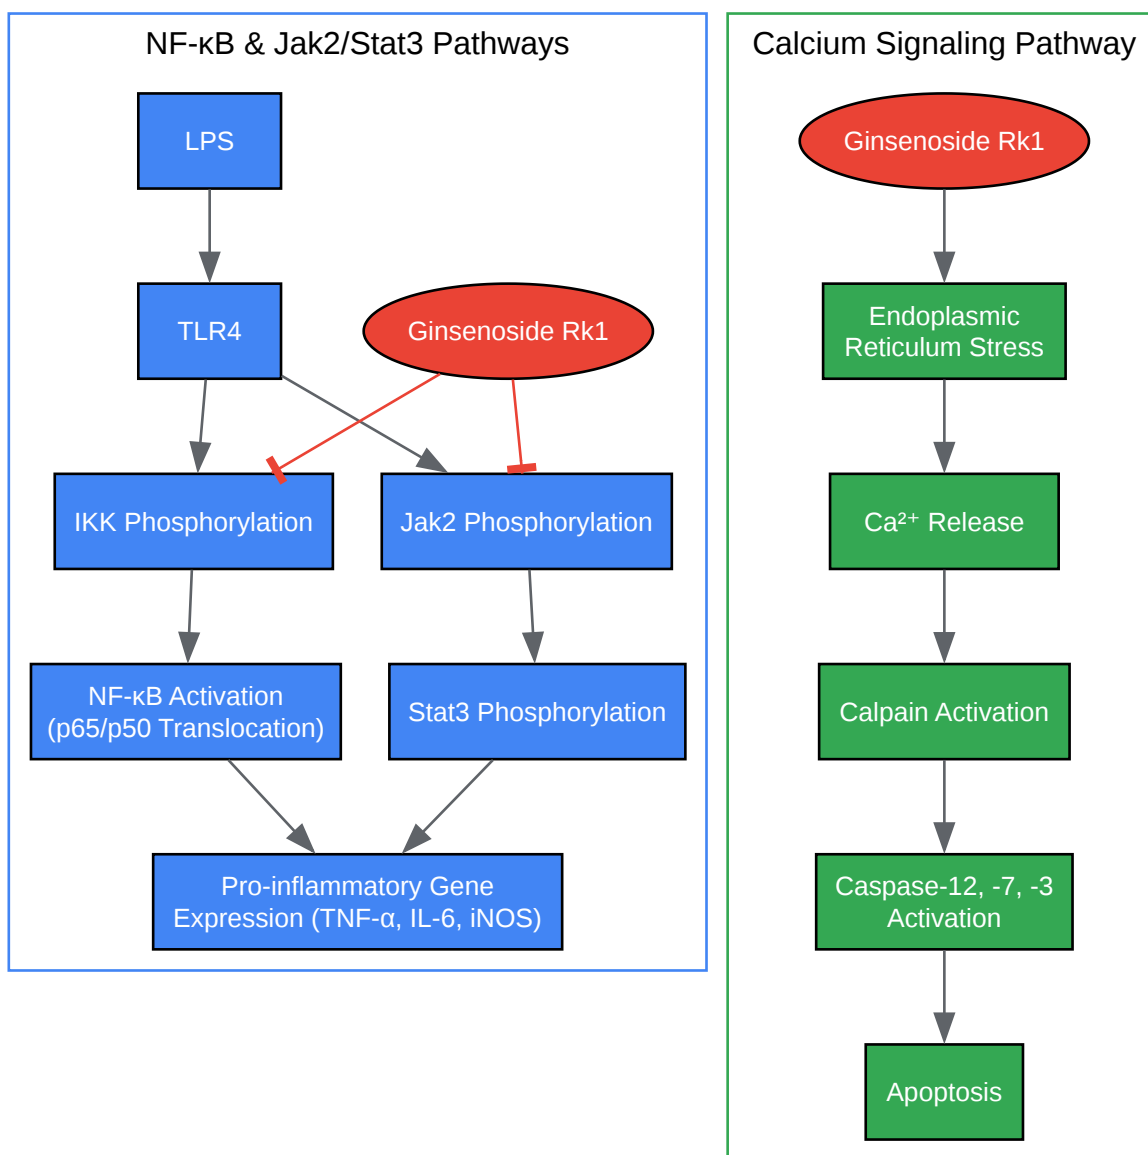 NF-κB & Jak2/Stat3 Pathways
LPS
TLR4
Ginsenoside Rk1
IKK Phosphorylation
Jak2 Phosphorylation
NF-κB Activation
(p65/p50 Translocation)
Stat3 Phosphorylation
Pro-inflammatory Gene
Expression (TNF-α, IL-6, iNOS)
Calcium Signaling Pathway
Ginsenoside Rk1
Endoplasmic
Reticulum Stress
Ca²⁺ Release
Calpain Activation
Caspase-12, -7, -3
Activation
Apoptosis